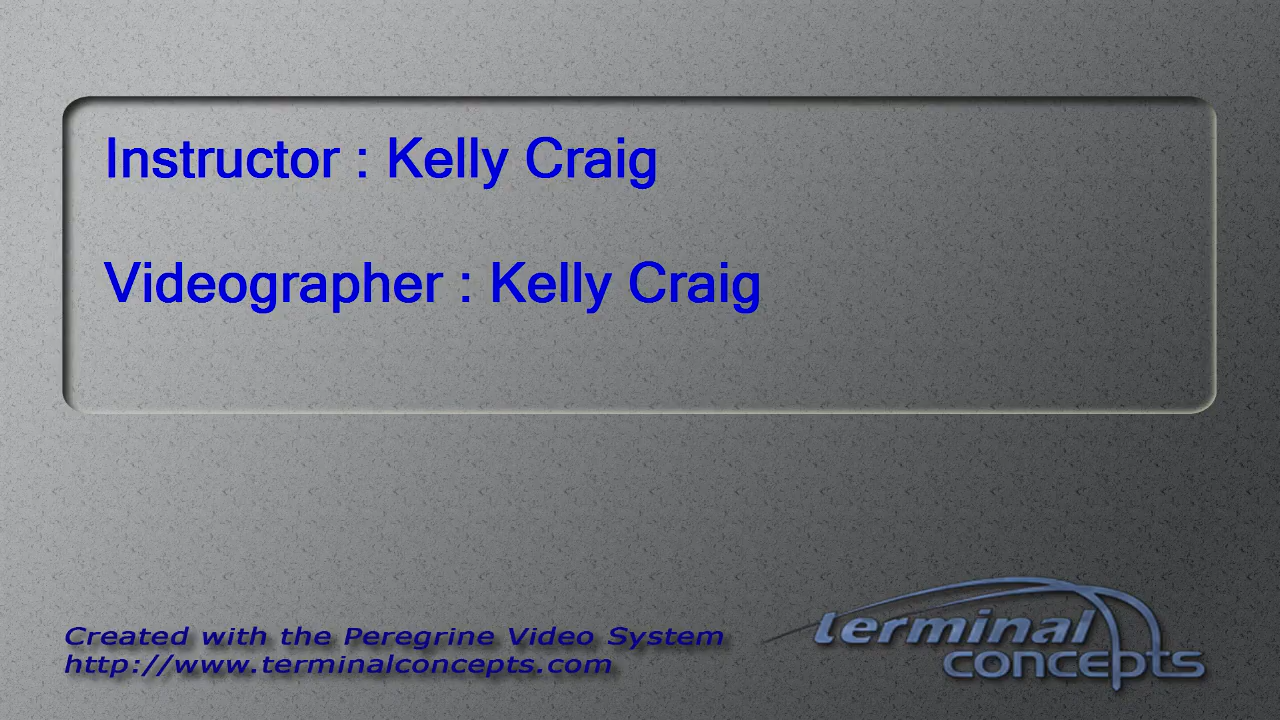 Instructor : Kelly Craig
Videographer : Kelly Craig
Created with the Peregrine Video System
http://www.terminalconcepts.com
terminal
concepts